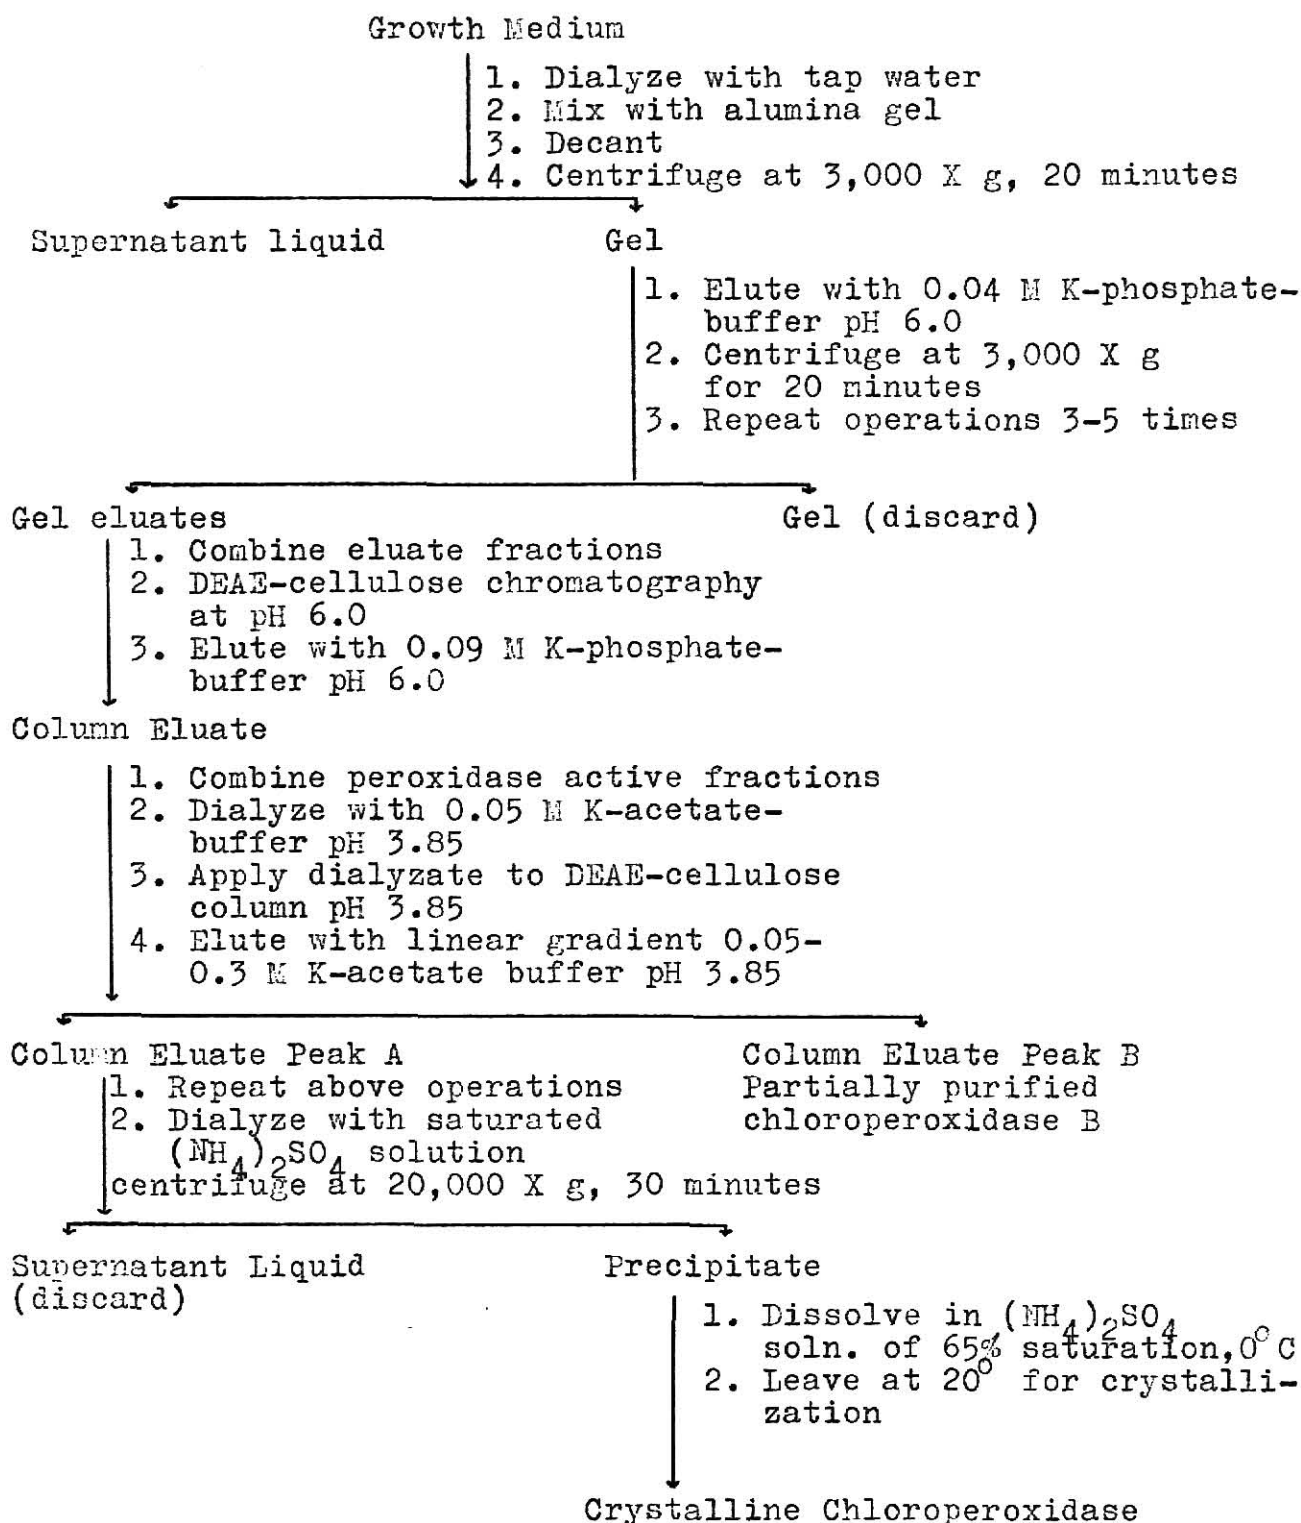 Growth Medium
1. Dialyze with tap water
2. Mix with alumina gel
3. Decant
4. Centrifuge at 3,000 X g, 20 minutes
Supernatant liquid
Gel
1. Elute with 0.04 M K-phosphate-
buffer pH 6.0
2. Centrifuge at 3,000 X g
for 20 minutes
3. Repeat operations 3-5 times
Gel eluates
Gel (discard)
1. Combine eluate fractions
2. DEAE-cellulose chromatography
at pH 6.0
3. Elute with 0.09 M K-phosphate-
buffer pH 6.0
Column Eluate
1. Combine peroxidase active fractions
2. Dialyze with 0.05 M K-acetate-
buffer pH 3.85
3. Apply dialyzate to DEAE-cellulose
column pH 3.85
4. Elute with linear gradient 0.05-
0.3 M K-acetate buffer pH 3.85
Column Eluate Peak A
1. Repeat above operations
2. Dialyze with saturated
(NH₄)₂SO₄ solution
centrifuge at 20,000 X g, 30 minutes
Column Eluate Peak B
Partially purified
chloroperoxidase B
Supernatant Liquid
(discard)
Precipitate
1. Dissolve in (NH₄)₂SO₄
soln. of 65% saturation, 0° C
2. Leave at 20° for crystalli-
zation
Crystalline Chloroperoxidase